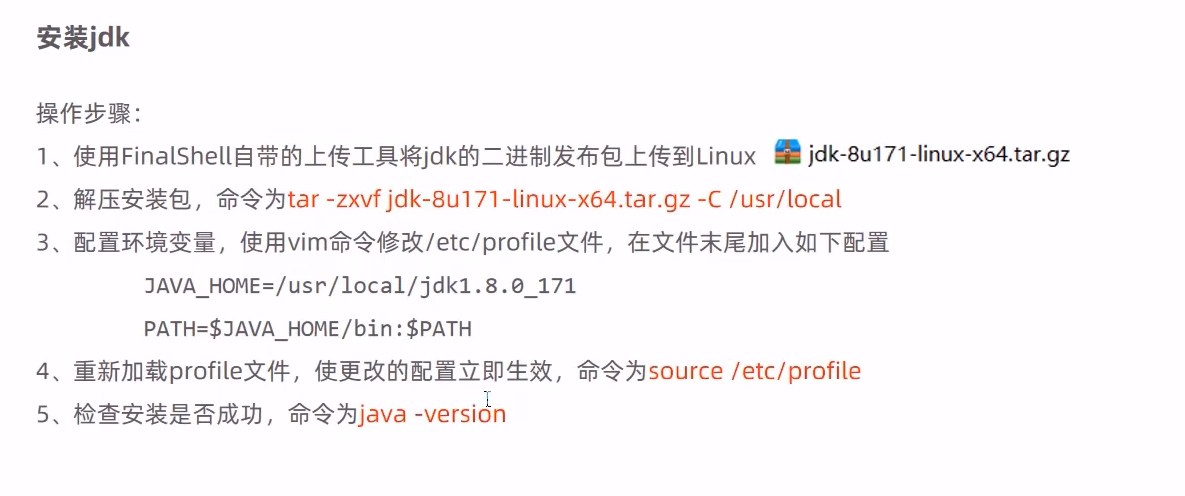 安装jdk
操作步骤：
1、使用FinalShell自带的上传工具将jdk的二进制发布包上传到Linux jdk-8u171-linux-x64.tar.gz
2、解压安装包，命令为tar -zxvf jdk-8u171-linux-x64.tar.gz -C /usr/local
3、配置环境变量，使用vim命令修改/etc/profile文件，在文件末尾加入如下配置
JAVA_HOME=/usr/local/jdk1.8.0_171
PATH=$JAVA_HOME/bin:$PATH
4、重新加载profile文件，使更改的配置立即生效，命令为source /etc/profile
5、检查安装是否成功，命令为java -version